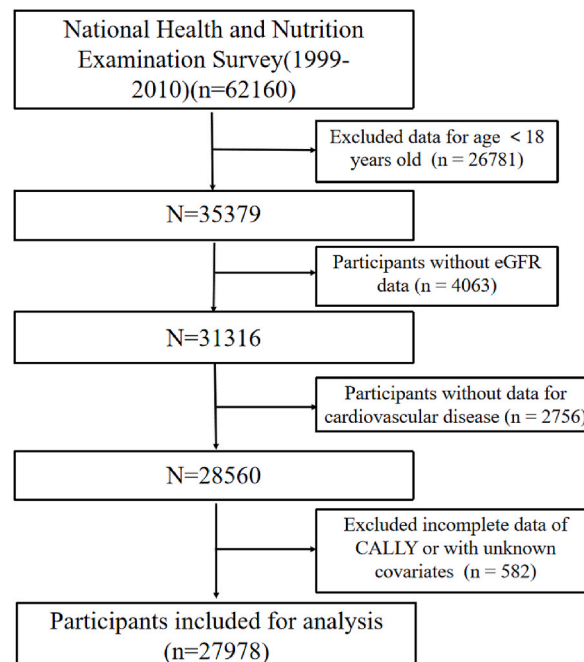 National Health and Nutrition
Examination Survey(1999-
2010)(n=62160)
Excluded data for age < 18
years old (n = 26781)
N=35379
Participants without eGFR
data (n = 4063)
N=31316
Participants without data for
cardiovascular disease (n = 2756)
N=28560
Excluded incomplete data of
CALLY or with unknown
covariates (n = 582)
Participants included for analysis
(n=27978)